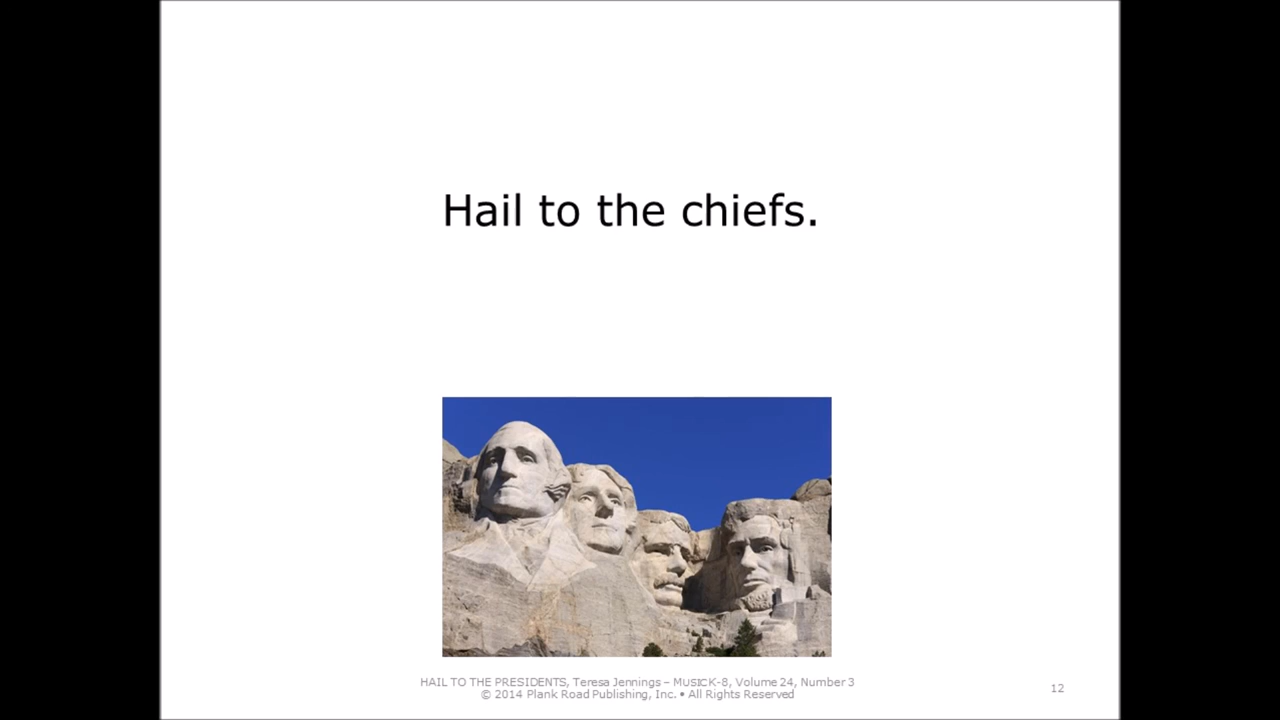 Hail to the chiefs.
HAIL TO THE PRESIDENTS, Teresa Jennings – MUSICK-8, Volume 24, Number 3
© 2014 Plank Road Publishing, Inc. • All Rights Reserved
12